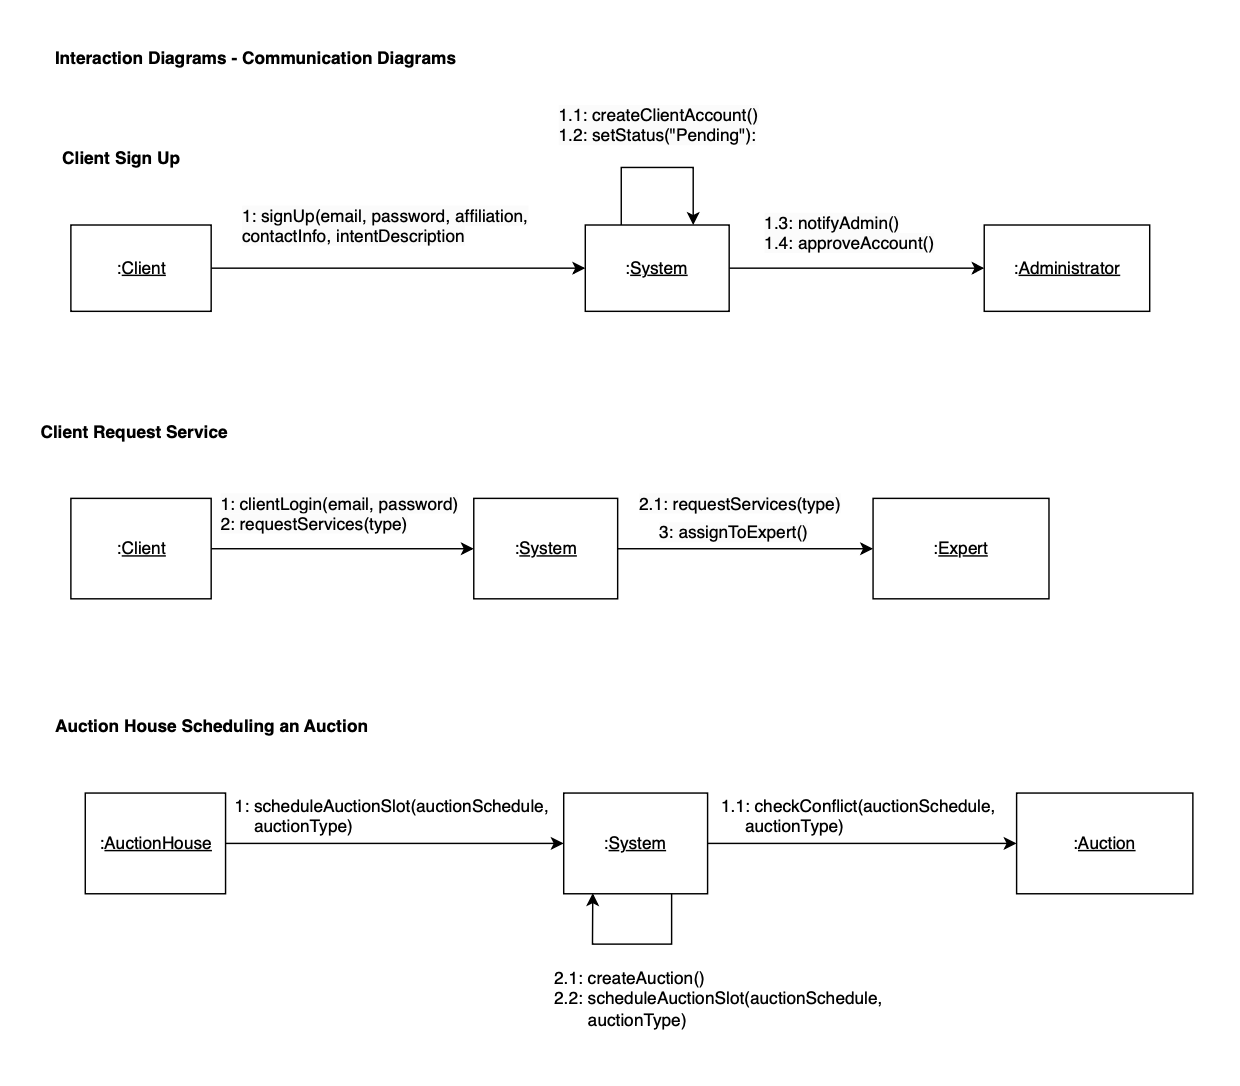 Interaction Diagrams - Communication Diagrams
1.1: createClientAccount()
1.2: setStatus("Pending"):
Client Sign Up
1: signUp(email, password, affiliation,
contactInfo, intentDescription
1.3: notifyAdmin()
1.4: approveAccount()
:Client
:System
:Administrator
Client Request Service
1: clientLogin(email, password)
2: requestServices(type)
2.1: requestServices(type)
3: assignToExpert()
:Client
:System
:Expert
Auction House Scheduling an Auction
1: scheduleAuctionSlot(auctionSchedule,
auctionType)
1.1: checkConflict(auctionSchedule,
auctionType)
:AuctionHouse
:System
:Auction
2.1: createAuction()
2.2: scheduleAuctionSlot(auctionSchedule,
auctionType)